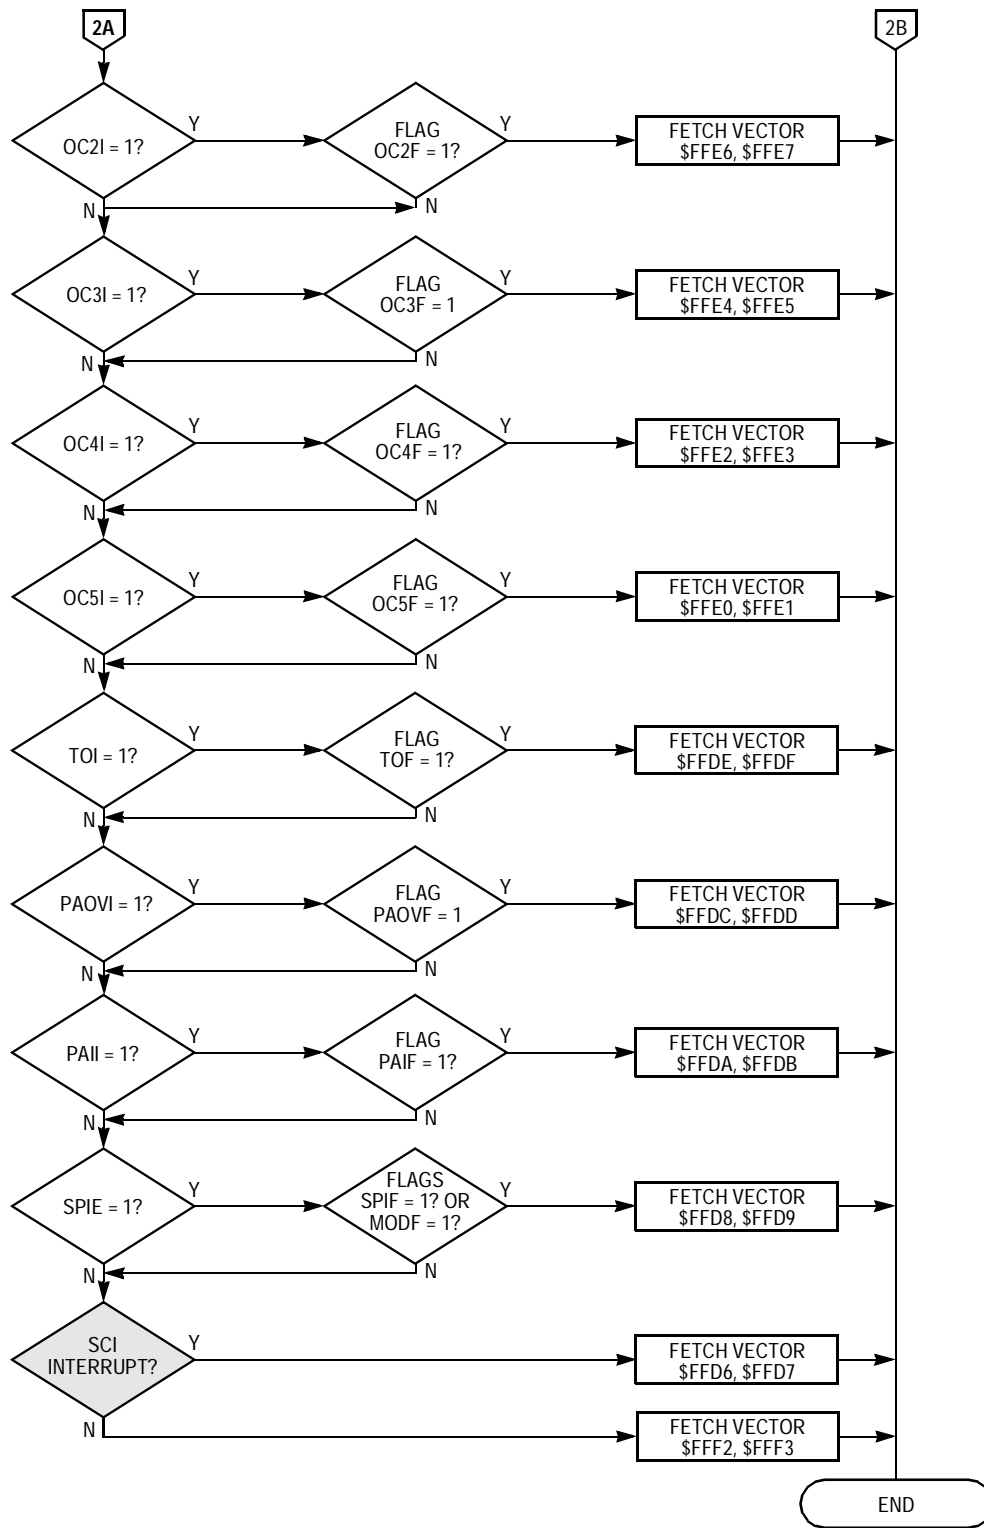 2A
2B
OC2I = 1?
Y
FLAG
OC2F = 1?
Y
FETCH VECTOR
$FFE6, $FFE7
N
N
OC3I = 1?
Y
FLAG
OC3F = 1
Y
FETCH VECTOR
$FFE4, $FFE5
N
N
OC4I = 1?
Y
FLAG
OC4F = 1?
Y
FETCH VECTOR
$FFE2, $FFE3
N
N
OC5I = 1?
Y
FLAG
OC5F = 1?
Y
FETCH VECTOR
$FFE0, $FFE1
N
N
TOI = 1?
Y
FLAG
TOF = 1?
Y
FETCH VECTOR
$FFDE, $FFDF
N
N
PAOVI = 1?
Y
FLAG
PAOVF = 1
Y
FETCH VECTOR
$FFDC, $FFDD
N
N
PAII = 1?
Y
FLAG
PAIF = 1?
Y
FETCH VECTOR
$FFDA, $FFDB
N
N
SPIE = 1?
Y
FLAGS
SPIF = 1? OR
MODF = 1?
Y
FETCH VECTOR
$FFD8, $FFD9
N
N
SCI
INTERRUPT?
Y
FETCH VECTOR
$FFD6, $FFD7
N
FETCH VECTOR
$FFF2, $FFF3
END